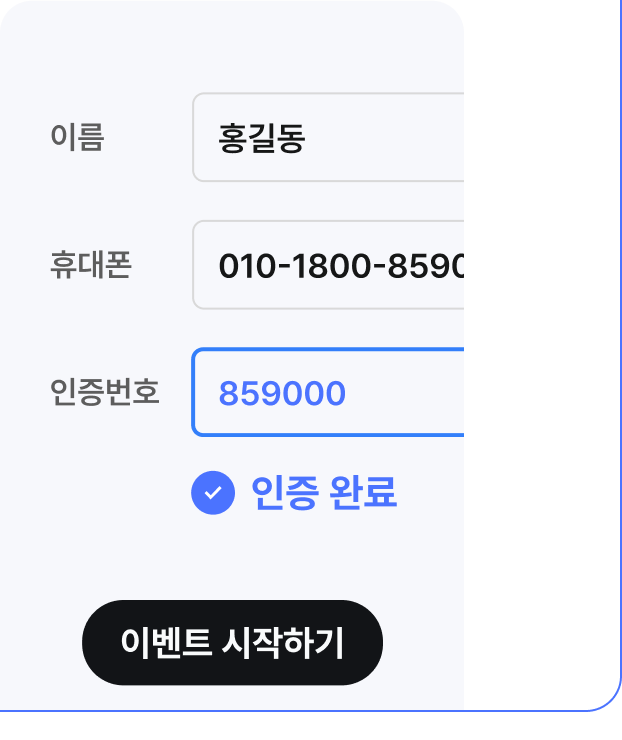 이름
홍길동
휴대폰
010-1800-8590
인증번호
859000
인증 완료
이벤트 시작하기